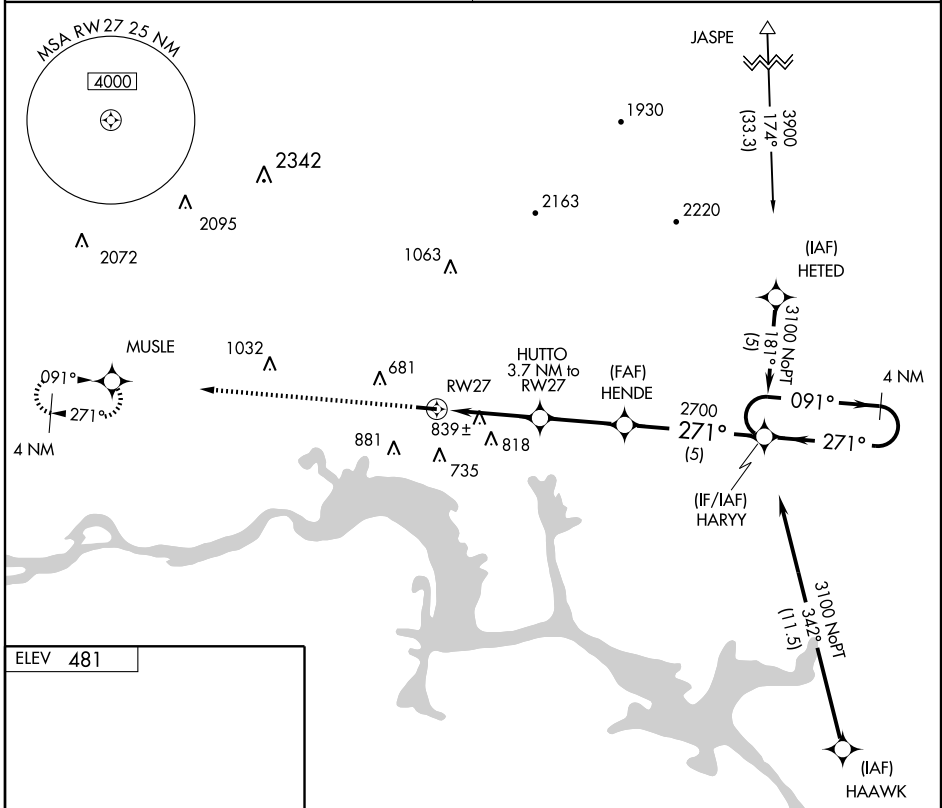 MSA RW27 25 NM
4000
JASPE
3900
174°
(33.3)
1930
2342
2163
2220
2095
2072
1063
(IAF)
HETED
3100 NoPT
181°
(5)
MUSLE
1032
681
HUTTO
3.7 NM to
RW27
(FAF)
HENDE
4 NM
091°
271°
4 NM
RW27
2700
271°
(5)
091°
271°
839±
818
881
735
(IF/IAF)
HARYY
3100 NoPT
342°
(11.5)
ELEV 481
(IAF)
HAAWK